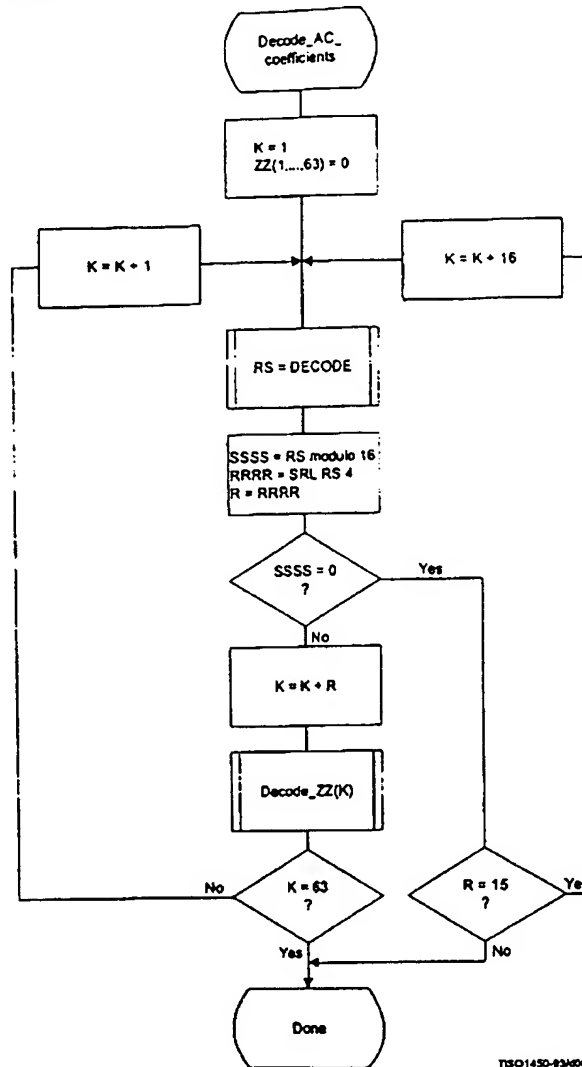 Decode_AC_
coefficients
K = 1
ZZ(1,...,63) = 0
K = K + 1
K = K + 16
RS = DECODE
SSSS = RS modulo 16
RRRR = SRL RS 4
R = RRRR
SSSS = 0
?
Yes
No
K = K + R
Decode_ZZ(K)
No
K = 63
?
R = 15
?
Yes
Yes
No
Done